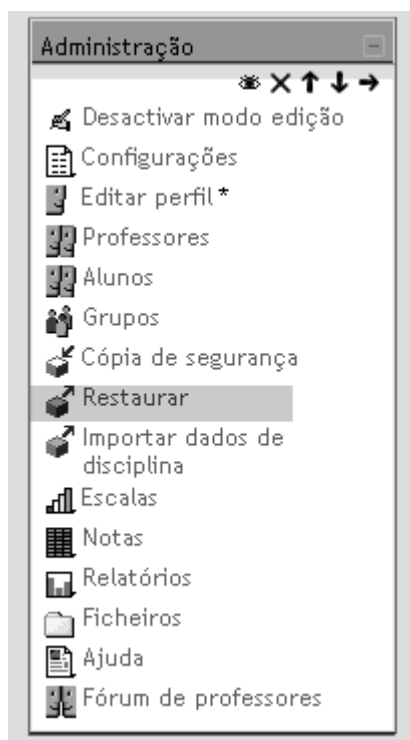 Administração
Desactivar modo edição
Configurações
Editar perfil*
Professores
Alunos
Grupos
Cópia de segurança
Restaurar
Importar dados de
disciplina
Escalas
Notas
Relatórios
Ficheiros
Ajuda
Fórum de professores